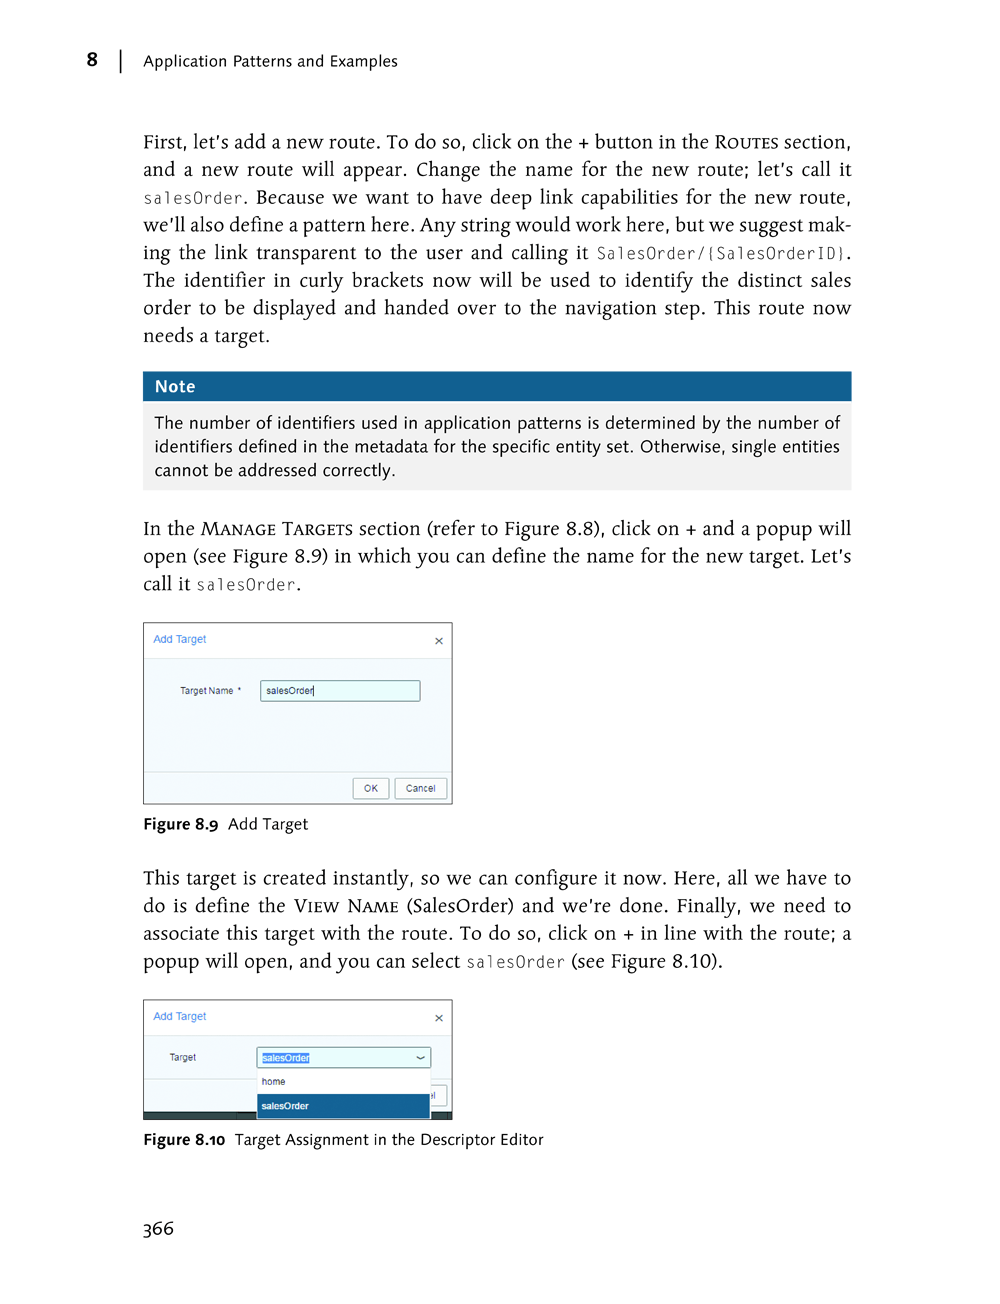 8 | Application Patterns and Examples
First, let's add a new route. To do so, click on the + button in the ROUTES section,
and a new route will appear. Change the name for the new route; let's call it
salesOrder. Because we want to have deep link capabilities for the new route,
we'll also define a pattern here. Any string would work here, but we suggest mak-
ing the link transparent to the user and calling it SalesOrder/{SalesOrderID}.
The identifier in curly brackets now will be used to identify the distinct sales
order to be displayed and handed over to the navigation step. This route now
needs a target.
Note
The number of identifiers used in application patterns is determined by the number of
identifiers defined in the metadata for the specific entity set. Otherwise, single entities
cannot be addressed correctly.
In the MANAGE TARGETS section (refer to Figure 8.8), click on + and a popup will
open (see Figure 8.9) in which you can define the name for the new target. Let's
call it salesOrder.
Add Target ×
Target Name * salesOrder
OK Cancel
Figure 8.9 Add Target
This target is created instantly, so we can configure it now. Here, all we have to
do is define the VIEW NAME (SalesOrder) and we're done. Finally, we need to
associate this target with the route. To do so, click on + in line with the route; a
popup will open, and you can select salesOrder (see Figure 8.10).
Add Target ×
Target salesOrder
home
salesOrder
Figure 8.10 Target Assignment in the Descriptor Editor
366